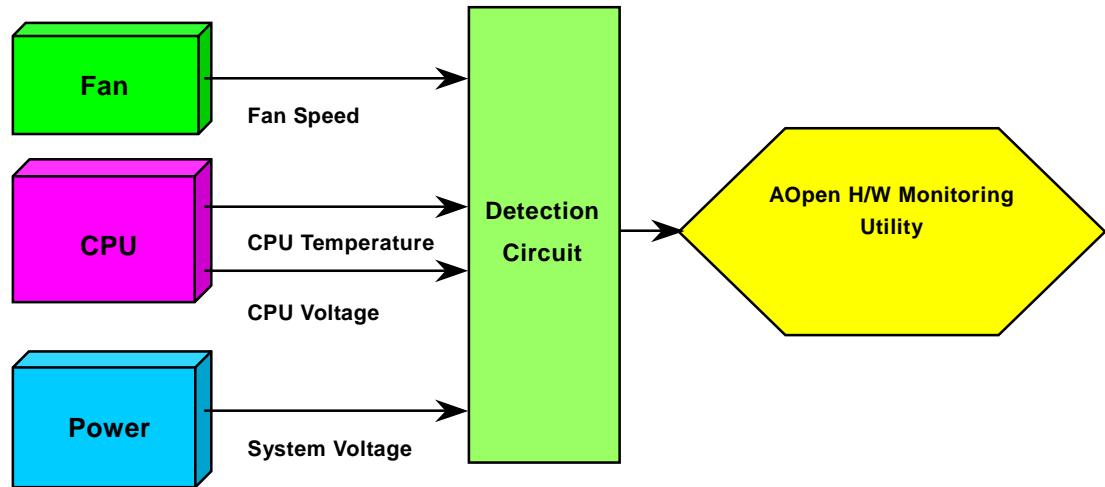 Fan
Fan Speed
CPU
CPU Temperature
CPU Voltage
Power
System Voltage
Detection
Circuit
AOpen H/W Monitoring
Utility